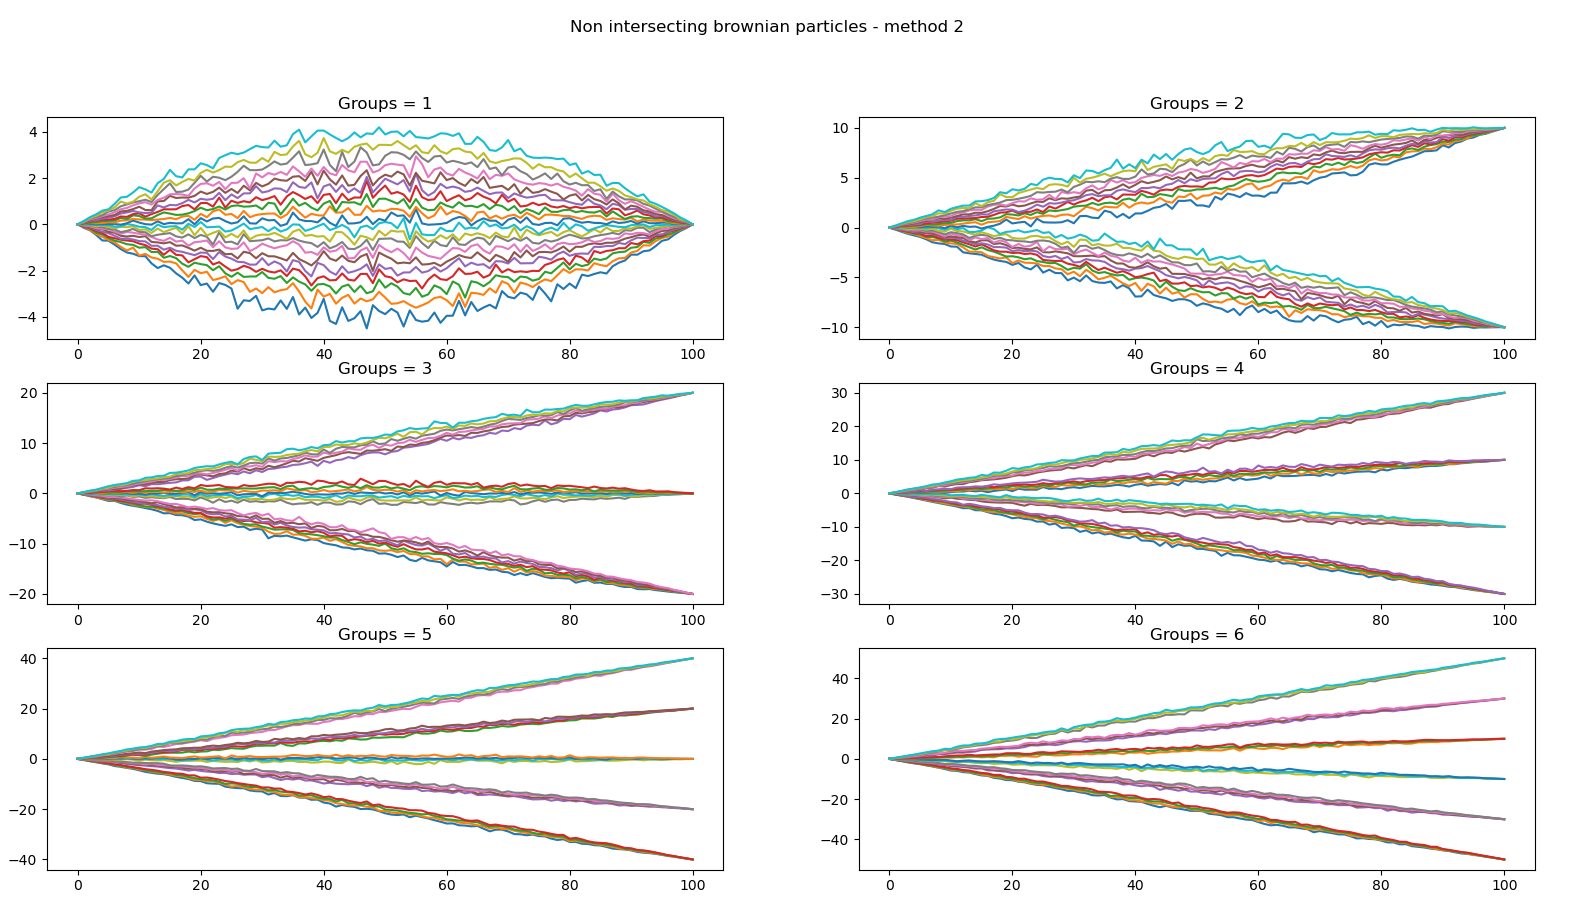 Non intersecting brownian particles - method 2
Groups = 1
4
2
0
−2
−4
0 20 40 60 80 100
Groups = 2
10
5
0
−5
−10
0 20 40 60 80 100
Groups = 3
20
10
0
−10
−20
0 20 40 60 80 100
Groups = 4
30
20
10
0
−10
−20
−30
0 20 40 60 80 100
Groups = 5
40
20
0
−20
−40
0 20 40 60 80 100
Groups = 6
40
20
0
−20
−40
0 20 40 60 80 100